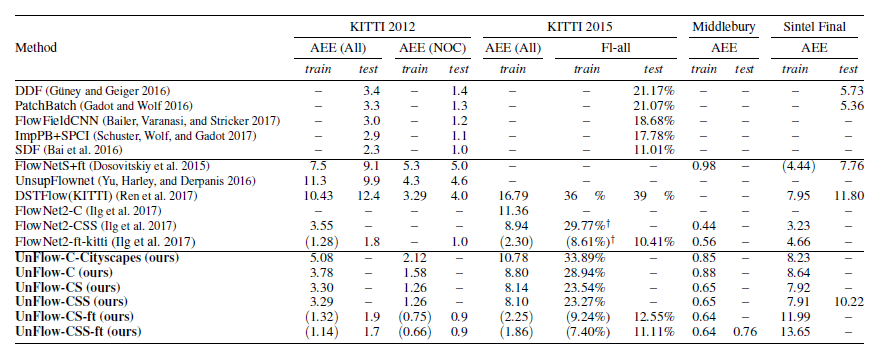 KITTI 2012 KITTI 2015 Middlebury Sintel Final
Method AEE (All) AEE (NOC) AEE (All) Fl-all AEE AEE
train test train test train train test train test train test
DDF (Güney and Geiger 2016) – 3.4 – 1.4 – – 21.17% – – – 5.73
PatchBatch (Gadot and Wolf 2016) – 3.3 – 1.3 – – 21.07% – – – 5.36
FlowFieldCNN (Bailer, Varanasi, and Stricker 2017) – 3.0 – 1.2 – – 18.68% – – – –
ImpPB+SPCI (Schuster, Wolf, and Gadot 2017) – 2.9 – 1.1 – – 17.78% – – – –
SDF (Bai et al. 2016) – 2.3 – 1.0 – – 11.01% – – – –
FlowNetS+ft (Dosovitskiy et al. 2015) 7.5 9.1 5.3 5.0 – – – 0.98 – (4.44) 7.76
UnsupFlownet (Yu, Harley, and Derpanis 2016) 11.3 9.9 4.3 4.6 – – – – – – –
DSTFlow(KITTI) (Ren et al. 2017) 10.43 12.4 3.29 4.0 16.79 36 % 39 % – – 7.95 11.80
FlowNet2-C (Ilg et al. 2017) – – – – 11.36 – – – – – –
FlowNet2-CSS (Ilg et al. 2017) 3.55 – – – 8.94 29.77%† – 0.44 – 3.23 –
FlowNet2-ft-kitti (Ilg et al. 2017) (1.28) 1.8 – 1.0 (2.30) (8.61%)† 10.41% 0.56 – 4.66 –
UnFlow-C-Cityscapes (ours) 5.08 – 2.12 – 10.78 33.89% – 0.85 – 8.23 –
UnFlow-C (ours) 3.78 – 1.58 – 8.80 28.94% – 0.88 – 8.64 –
UnFlow-CS (ours) 3.30 – 1.26 – 8.14 23.54% – 0.65 – 7.92 –
UnFlow-CSS (ours) 3.29 – 1.26 – 8.10 23.27% – 0.65 – 7.91 10.22
UnFlow-CS-ft (ours) (1.32) 1.9 (0.75) 0.9 (2.25) (9.24%) 12.55% 0.64 – 11.99 –
UnFlow-CSS-ft (ours) (1.14) 1.7 (0.66) 0.9 (1.86) (7.40%) 11.11% 0.64 0.76 13.65 –